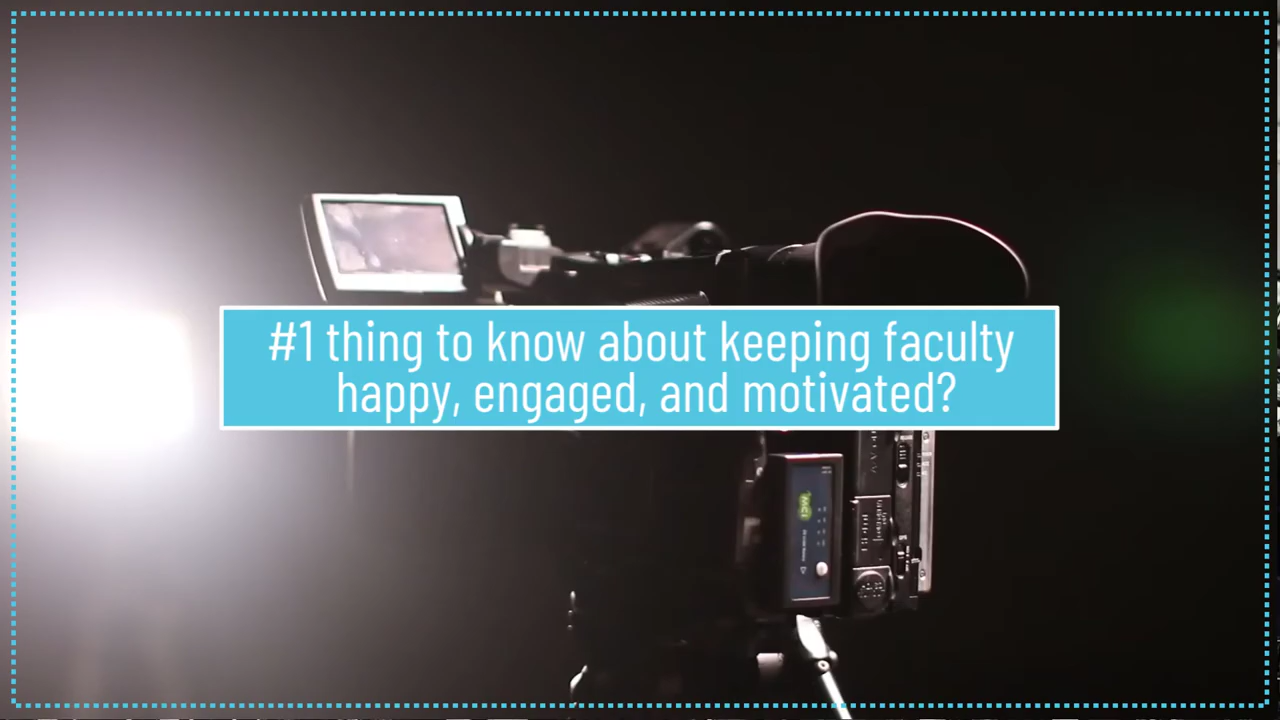 #1 thing to know about keeping faculty
happy, engaged, and motivated?